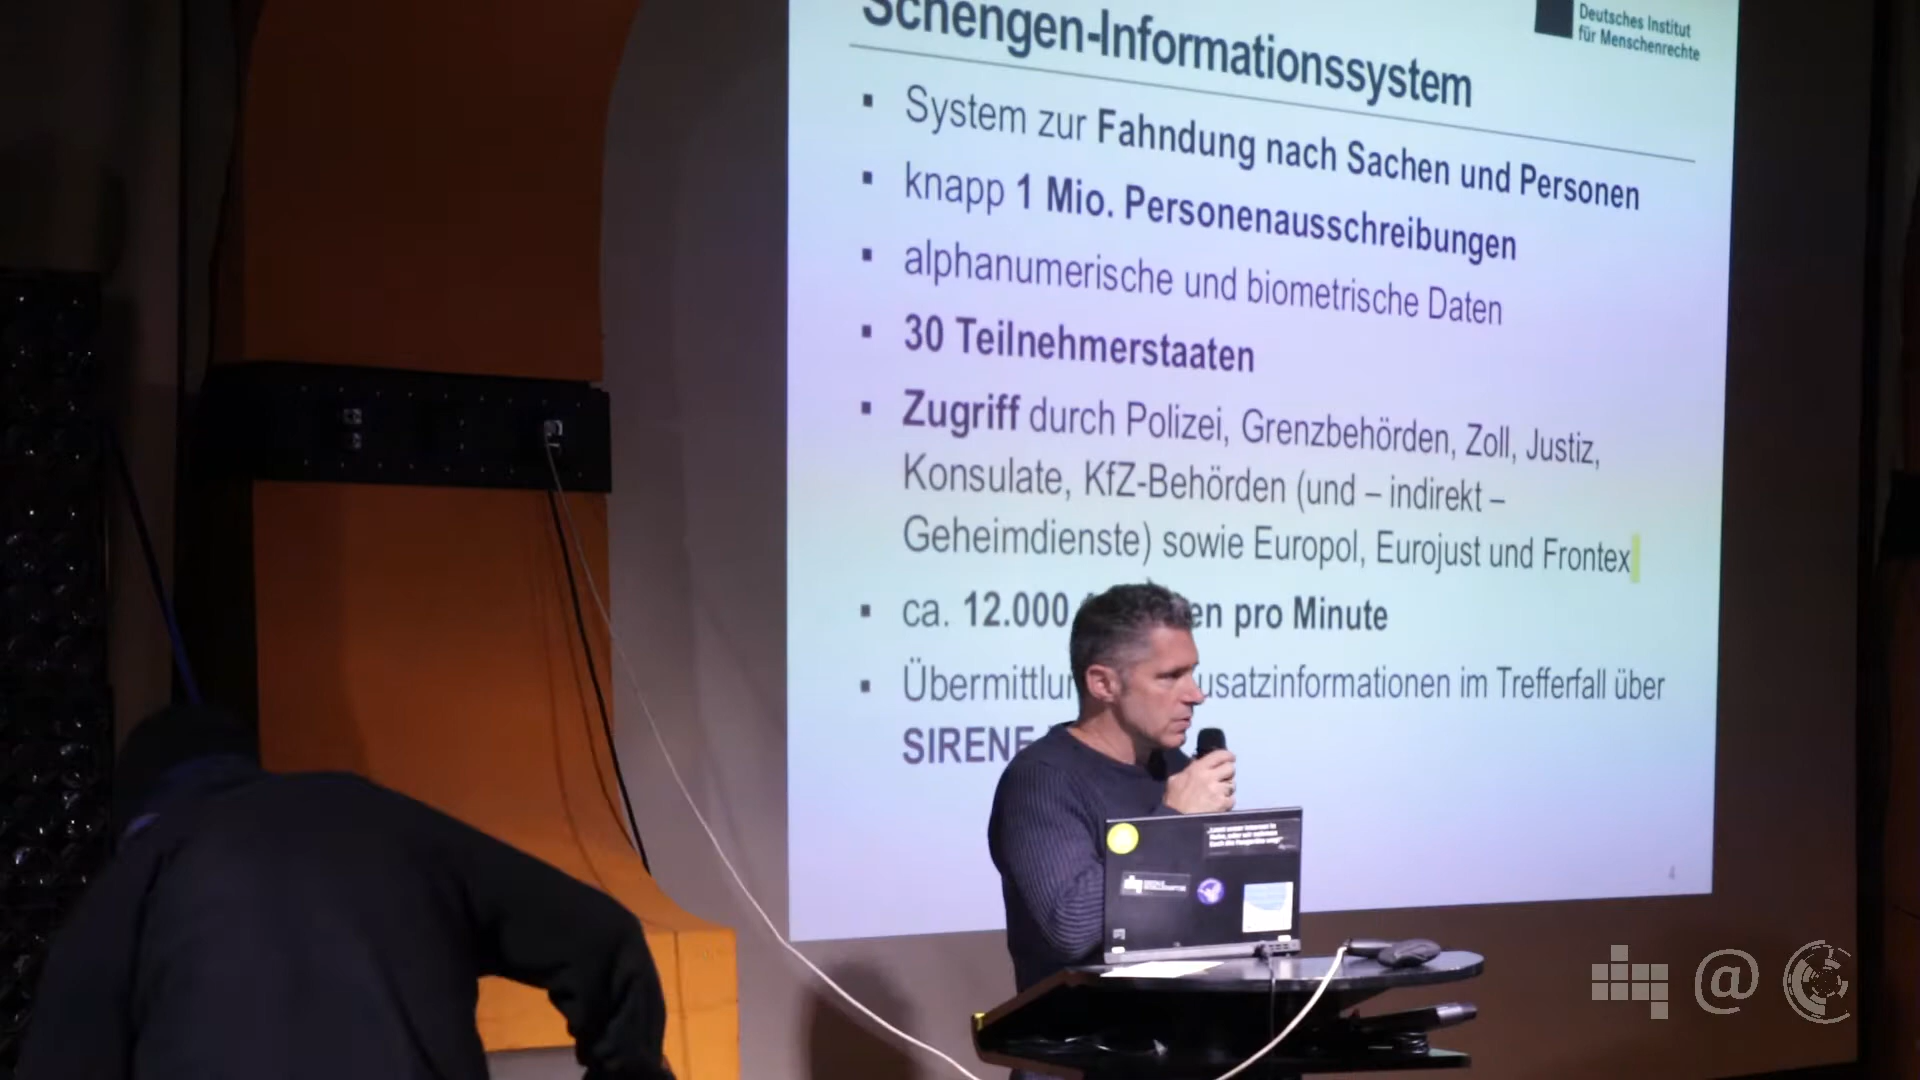 Schengen-Informationssystem
Deutsches Institut
für Menschenrechte
▪ System zur Fahndung nach Sachen und Personen
▪ knapp 1 Mio. Personenausschreibungen
▪ alphanumerische und biometrische Daten
▪ 30 Teilnehmerstaaten
▪ Zugriff durch Polizei, Grenzbehörden, Zoll, Justiz,
Konsulate, KfZ-Behörden (und – indirekt –
Geheimdienste) sowie Europol, Eurojust und Frontex
▪ ca. 12.000 en pro Minute
▪ Übermittlu usatzinformationen im Trefferfall über
SIRENE
4
@